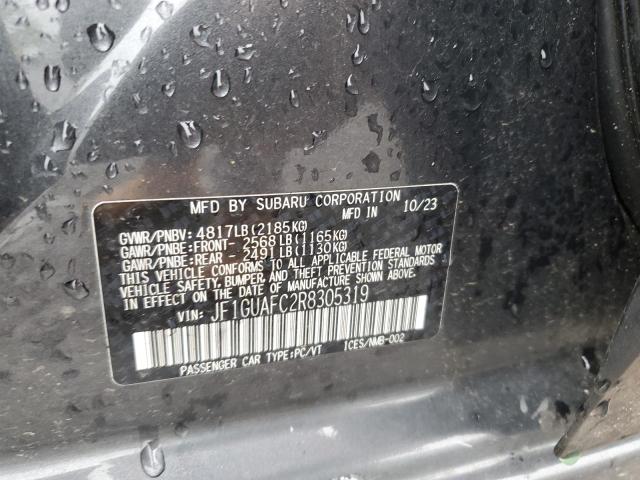 MFD BY SUBARU CORPORATION
MFD IN 10/23
GVWR/PNBV: 4817LB(2185KG)
GAWR/PNBE:FRONT- 2568LB(1165KG)
GAWR/PNBE:REAR - 2491LB(1130KG)
THIS VEHICLE CONFORMS TO ALL APPLICABLE FEDERAL MOTOR
VEHICLE SAFETY, BUMPER, AND THEFT PREVENTION STANDARDS
IN EFFECT ON THE DATE OF MANUFACTURE SHOWN ABOVE.
VIN: JF1GUAFC2R8305319
PASSENGER CAR TYPE:PC/VT ICES/NMB-002